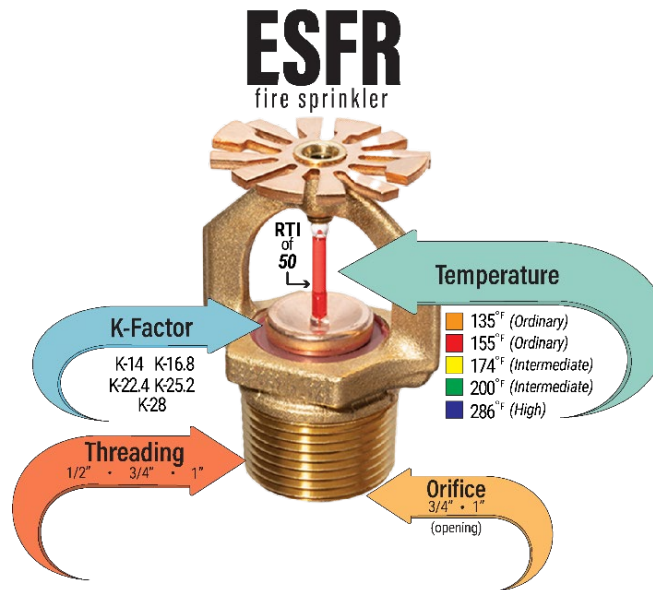 ESFR
fire sprinkler
RTI
of
50
Temperature
135°F (Ordinary)
155°F (Ordinary)
174°F (Intermediate)
200°F (Intermediate)
286°F (High)
K-Factor
K-14 K-16.8
K-22.4 K-25.2
K-28
Threading
1/2" · 3/4" · 1"
Orifice
3/4" · 1"
(opening)